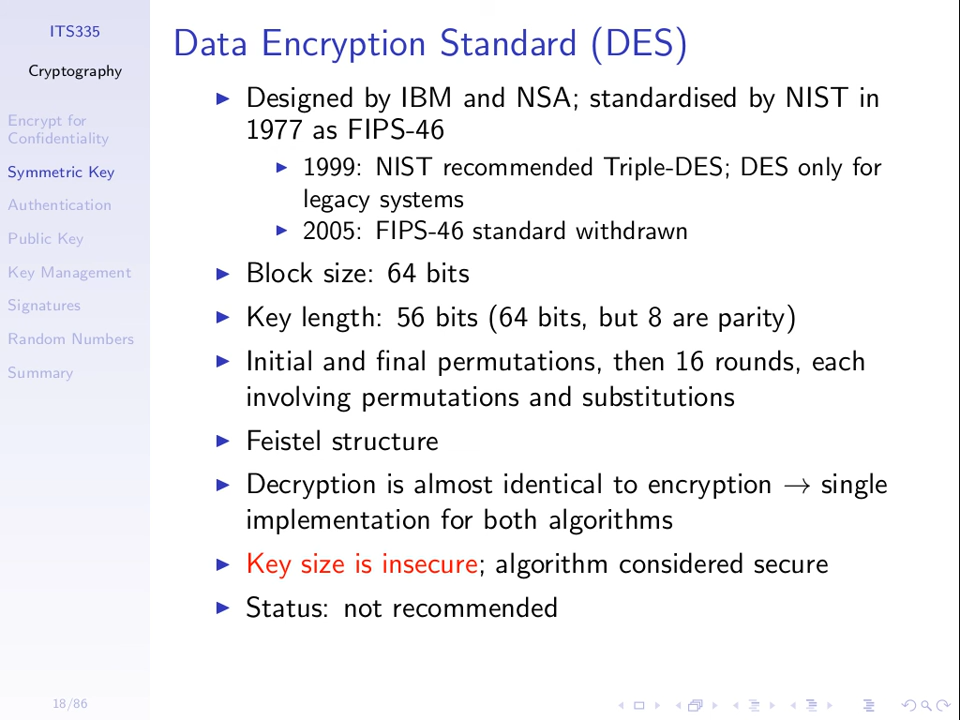 ITS335
Cryptography
Encrypt for
Confidentiality
Symmetric Key
Authentication
Public Key
Key Management
Signatures
Random Numbers
Summary
Data Encryption Standard (DES)
▶ Designed by IBM and NSA; standardised by NIST in
1977 as FIPS-46
▶ 1999: NIST recommended Triple-DES; DES only for
legacy systems
▶ 2005: FIPS-46 standard withdrawn
▶ Block size: 64 bits
▶ Key length: 56 bits (64 bits, but 8 are parity)
▶ Initial and final permutations, then 16 rounds, each
involving permutations and substitutions
▶ Feistel structure
▶ Decryption is almost identical to encryption → single
implementation for both algorithms
▶ Key size is insecure; algorithm considered secure
▶ Status: not recommended
18/86